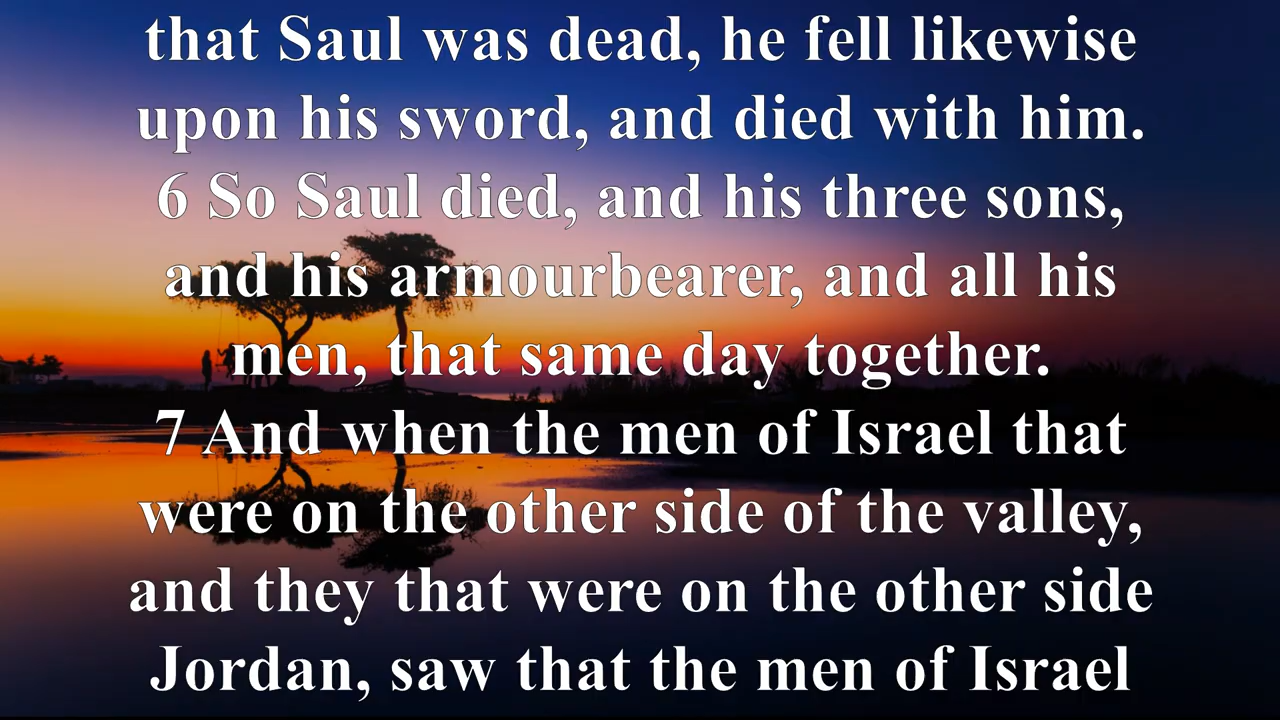 that Saul was dead, he fell likewise
upon his sword, and died with him.
6 So Saul died, and his three sons,
and his armourbearer, and all his
men, that same day together.
7 And when the men of Israel that
were on the other side of the valley,
and they that were on the other side
Jordan, saw that the men of Israel